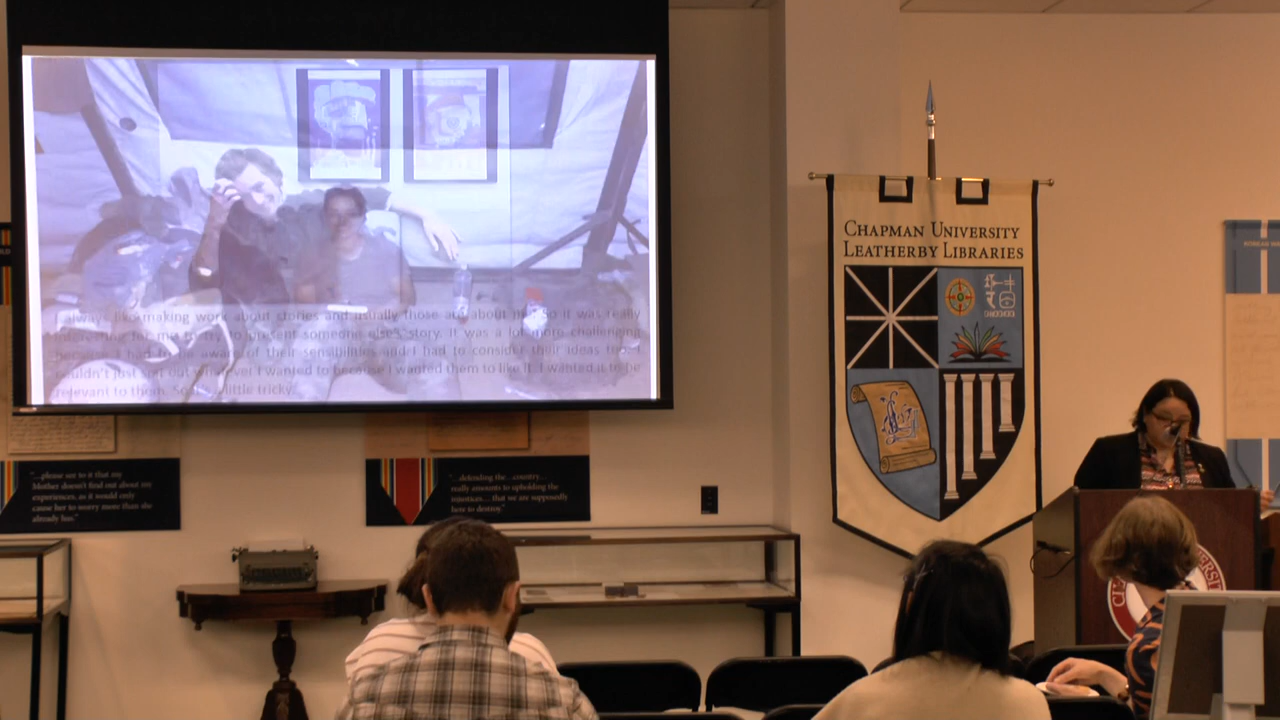 I always like making work about stories and usually those are about me. So it was really
interesting for me to try to present someone else's story. It was a lot more challenging
because I had to be aware of their sensibilities and I had to consider their ideas too. I
couldn't just spit out whatever I wanted to because I wanted them to like it. I wanted it to be
relevant to them. So it's a little tricky.
CHAPMAN UNIVERSITY
LEATHERBY LIBRARIES
"...please see to it that my
Mother doesn't find out about my
experiences, as it would only
cause her to worry more than she
already has."
"...defending the...country...
really amounts to upholding the
injustices... that we are supposedly
here to destroy."